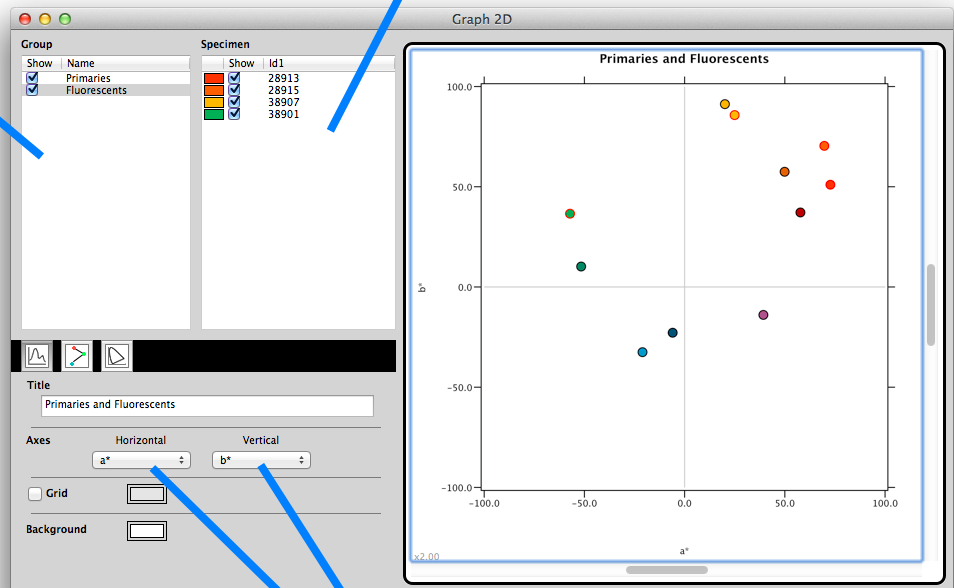 Graph 2D
Group
Show Name
Primaries
Fluorescents
Specimen
Show Id1
28913
28915
38907
38901
Title
Primaries and Fluorescents
Axes
Horizontal Vertical
a* b*
Grid
Background
Primaries and Fluorescents
100.0
50.0
0.0
-50.0
-100.0
b*
-100.0 -50.0 0.0 50.0 100.0
a*
x2.00